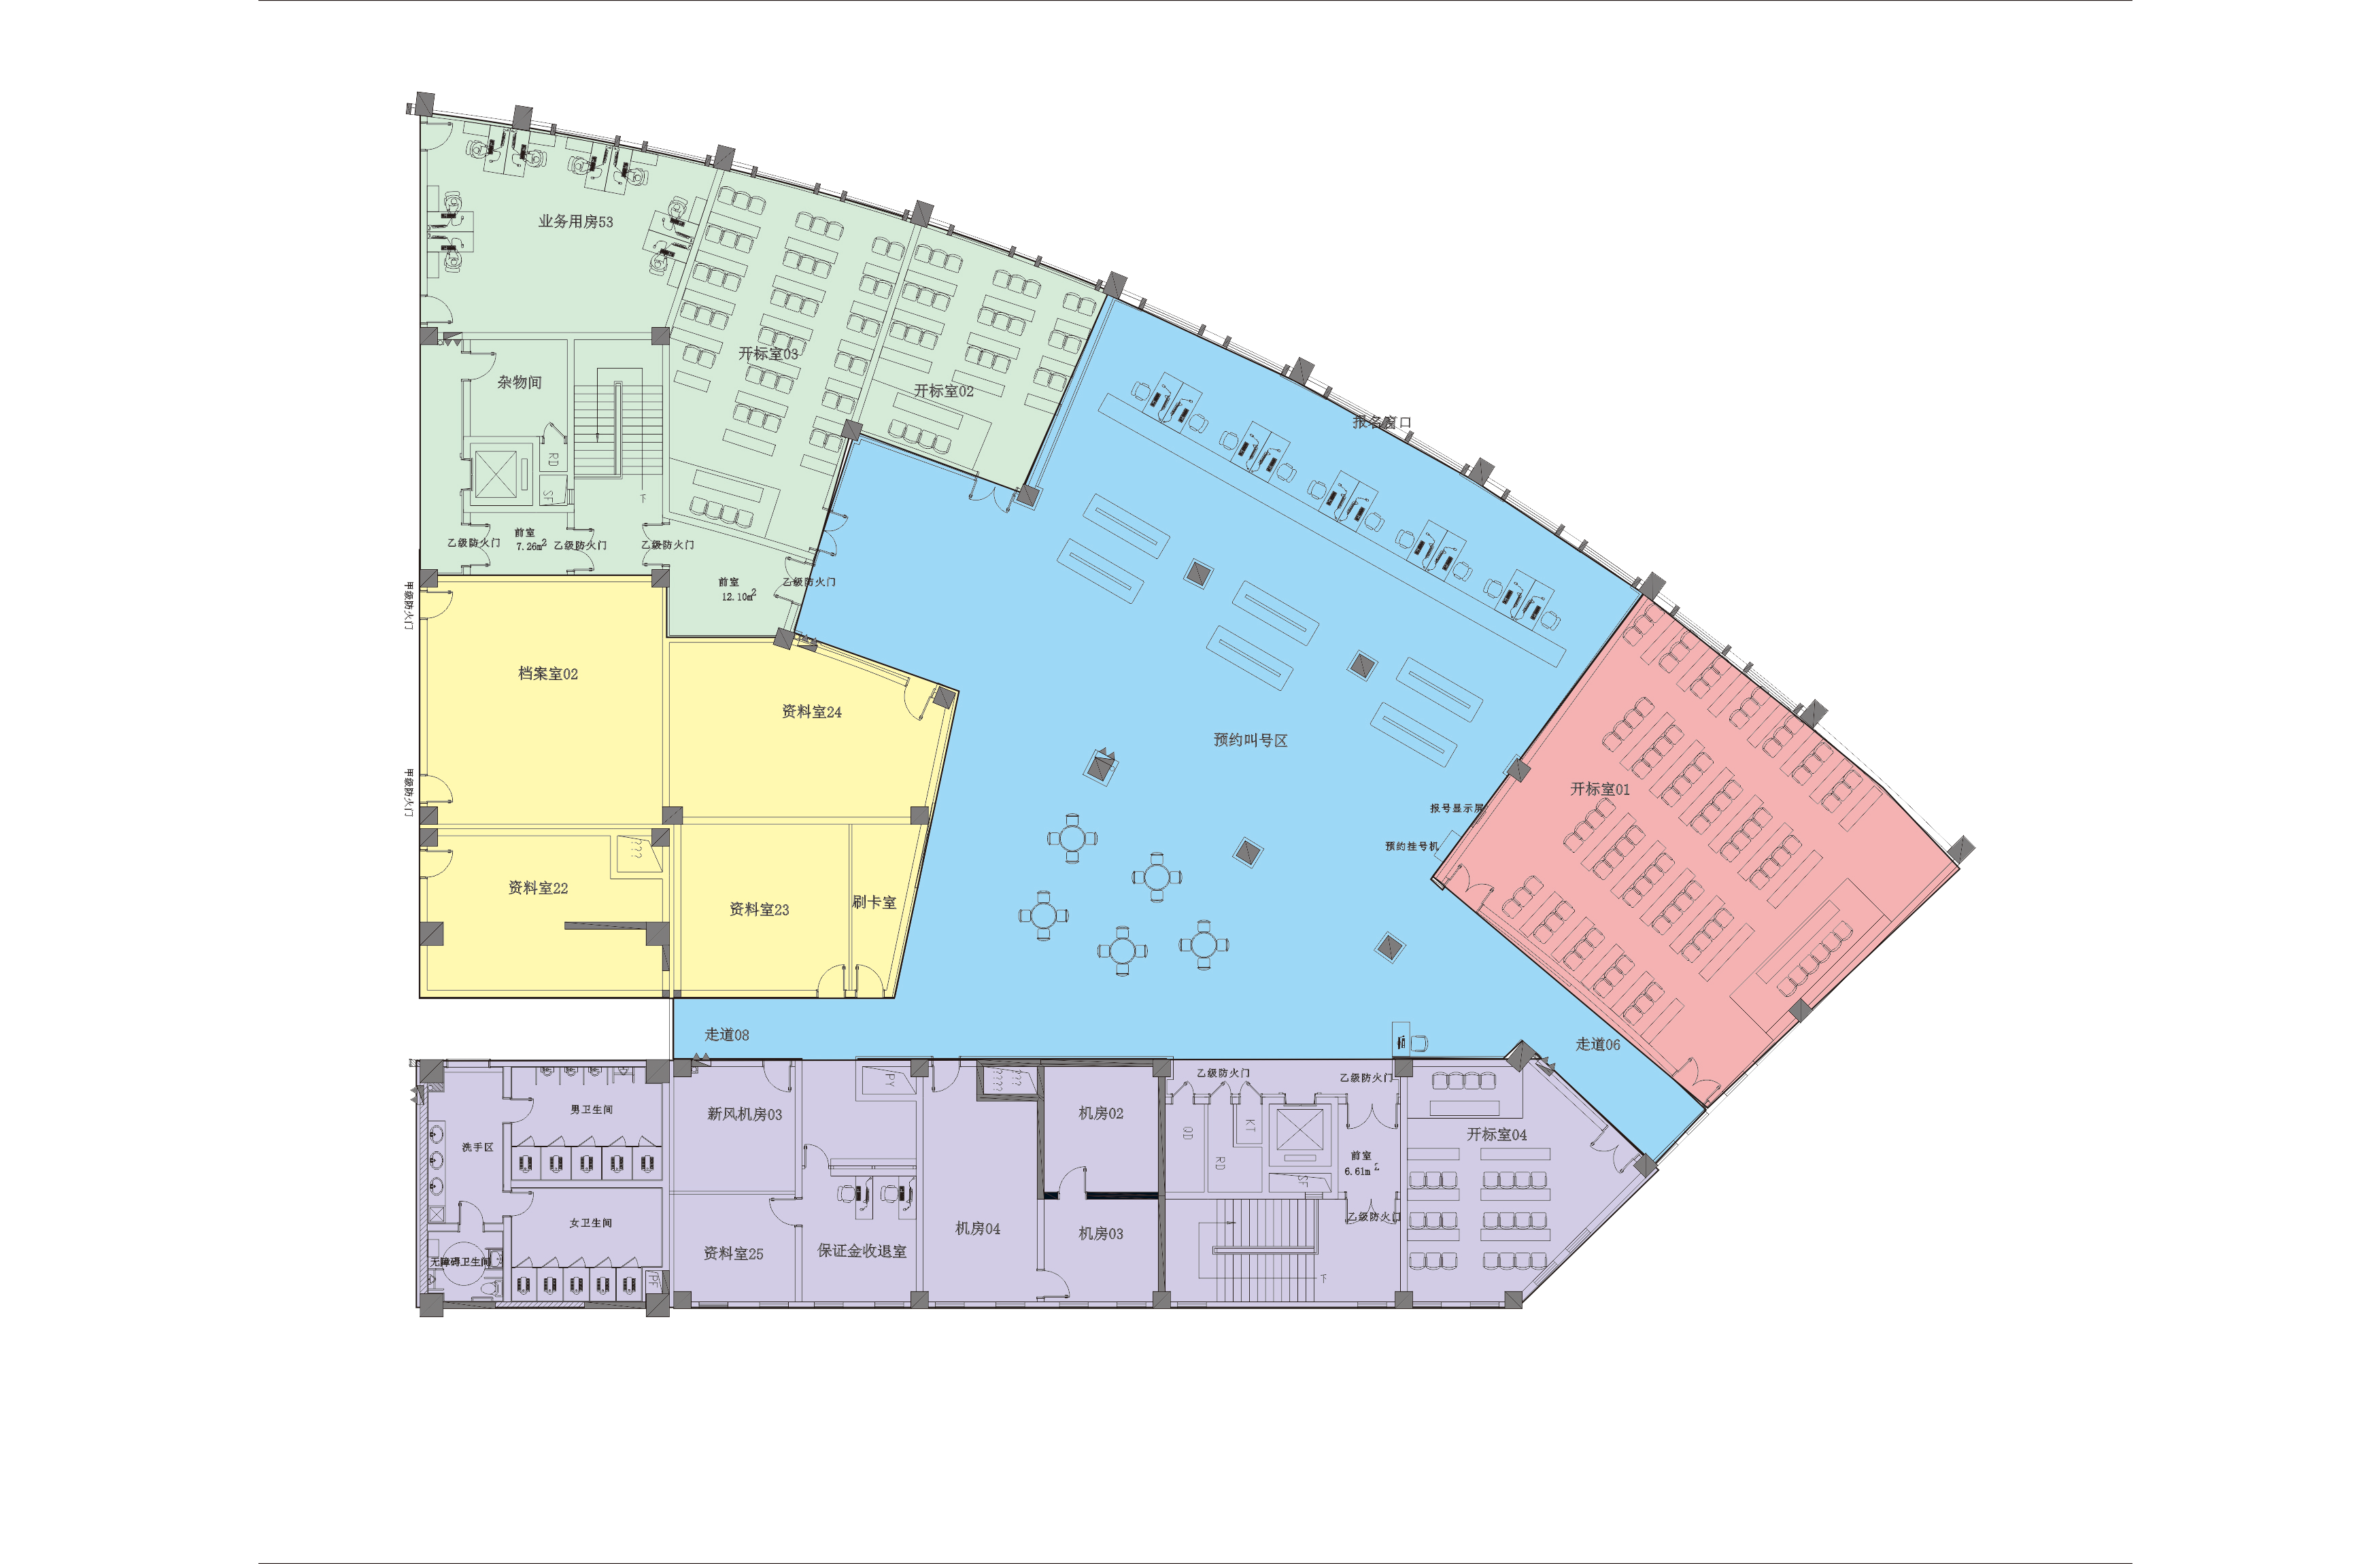 业务用房53
开标室03
杂物间
开标室02
报名窗口
RD
SF
下
前室
7.26m2
乙级防火门
乙级防火门
乙级防火门
前室
12.10m2
乙级防火门
甲级防火门
档案室02
资料室24
预约叫号区
甲级防火门
开标室01
报号显示屏
预约挂号机
???
资料室22
资料室23
刷卡室
走道08
走道06
男卫生间
洗手区
女卫生间
无障碍卫生间
PF
新风机房03
PY
???
?????
机房02
乙级防火门
乙级防火门
OD
KT
RD
SF
前室
6.61m2
乙级防火门
开标室04
资料室25
保证金收退室
机房04
机房03
下